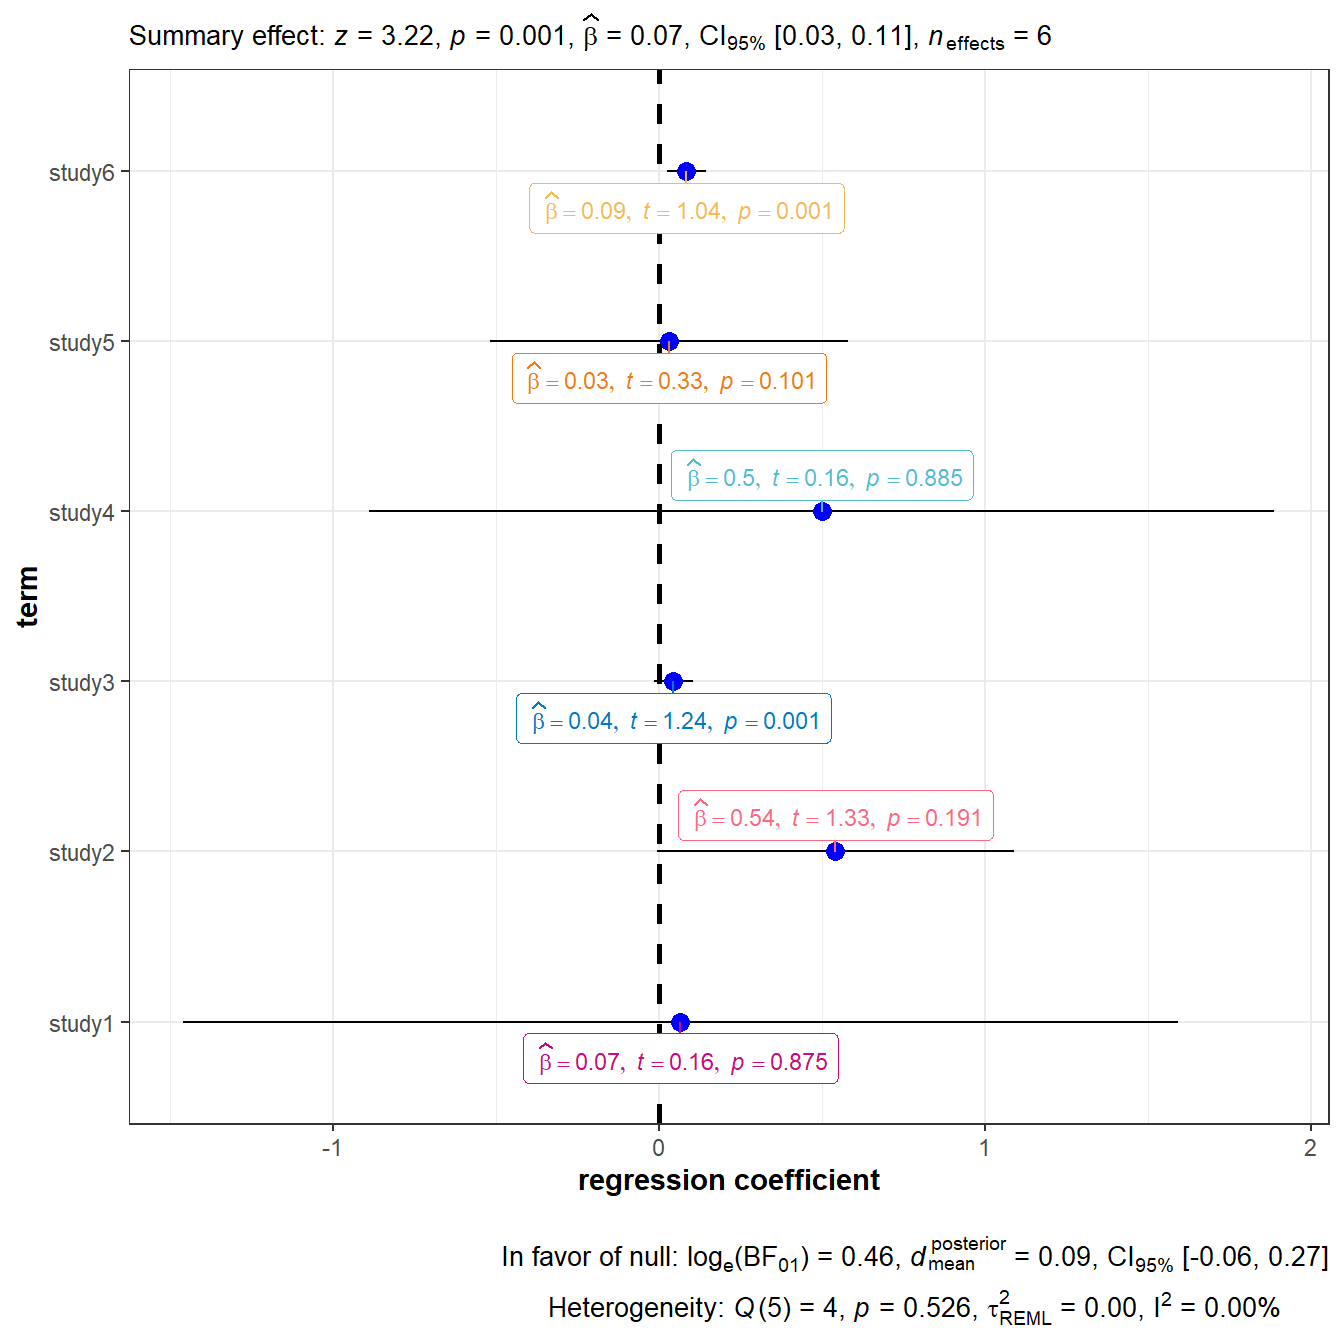 Summary effect: z = 3.22, p = 0.001, β̂ = 0.07, CI95% [0.03, 0.11], neffects = 6
study6
β̂ = 0.09, t = 1.04, p = 0.001
study5
β̂ = 0.03, t = 0.33, p = 0.101
β̂ = 0.5, t = 0.16, p = 0.885
study4
term
study3
β̂ = 0.04, t = 1.24, p = 0.001
β̂ = 0.54, t = 1.33, p = 0.191
study2
study1
β̂ = 0.07, t = 0.16, p = 0.875
-1 0 1 2
regression coefficient
In favor of null: loge(BF01) = 0.46, dmean posterior = 0.09, CI95% [-0.06, 0.27]
Heterogeneity: Q(5) = 4, p = 0.526, τ²REML = 0.00, I² = 0.00%